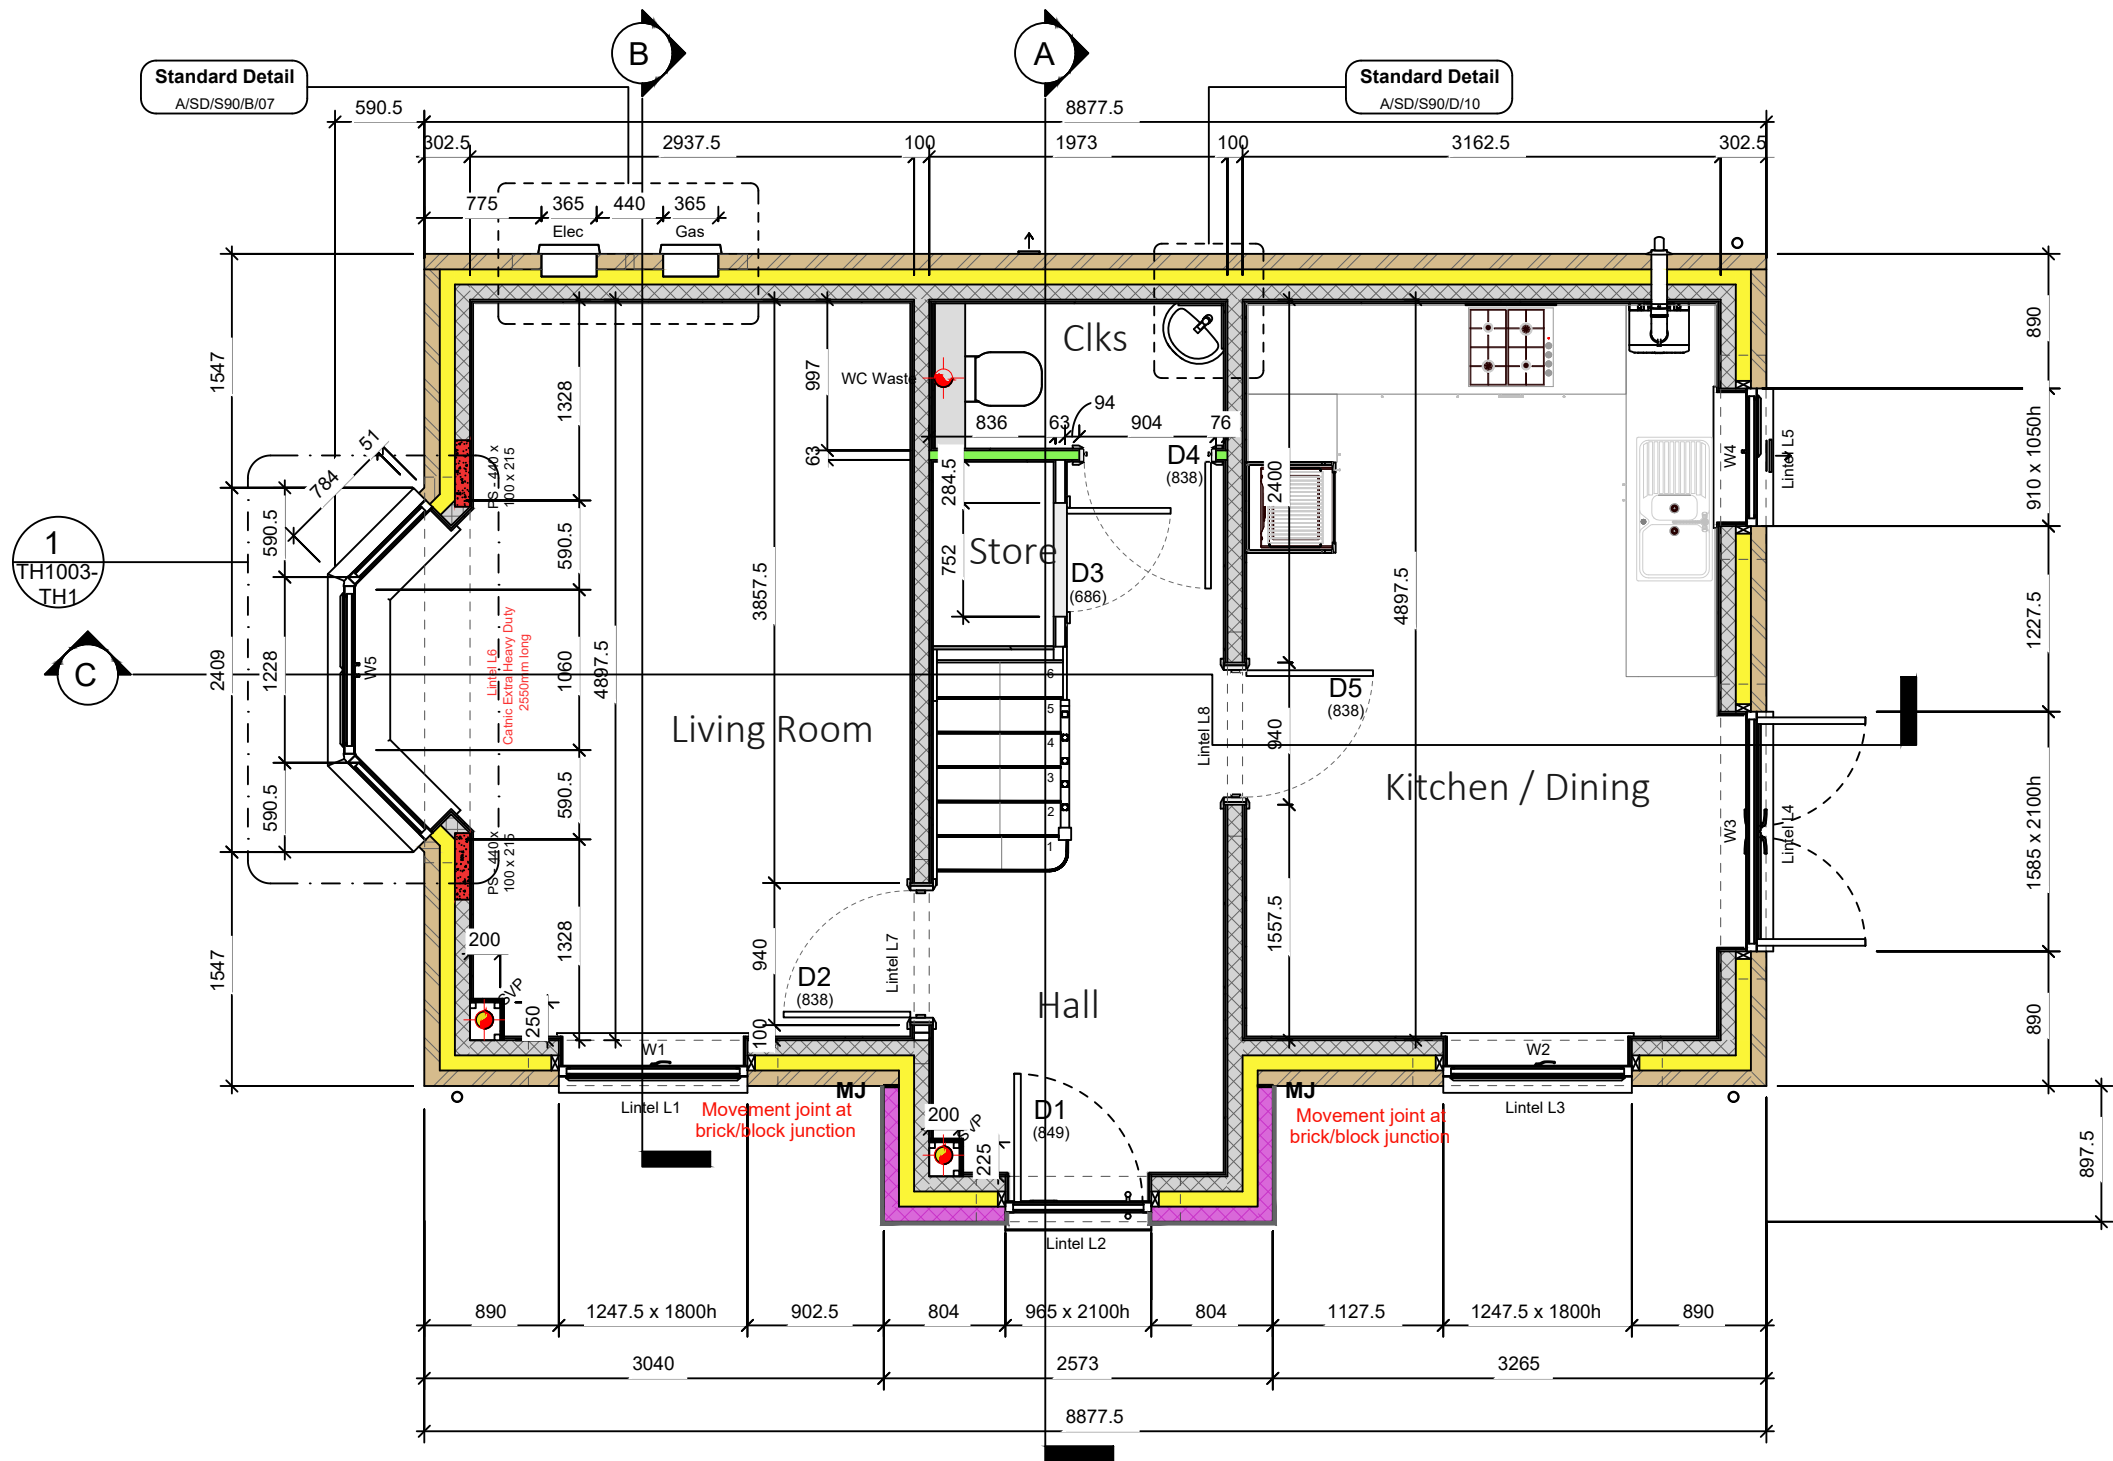 B
A
Standard Detail
A/SD/S90/B/07
Standard Detail
A/SD/S90/D/10
590.5
8877.5
302.5
2937.5
100
1973
100
3162.5
302.5
775
365
440
365
Elec
Gas
1547
1328
997
WC Waste
Clks
890
836
63
94
904
76
63
51
784
PS -440 x
100 x 215
284.5
D4
(838)
2400
W4
Lintel L5
910 x 1050h
590.5
590.5
752
Store
D3
(686)
3857.5
4897.5
1
TH1003-
TH1
C
2409
1228
W5
Lintel L6
Catnic Extra Heavy Duty
2550mm long
1060
4897.5
1227.5
6
5
4
3
2
1
Living Room
Lintel L8
D5
(838)
940
Kitchen / Dining
590.5
590.5
PS -440 x
100 x 215
W3
Lintel L4
1585 x 2100h
1547
1328
200
SVP
250
940
D2
(838)
Lintel L7
100
1557.5
Hall
890
W1
W2
Lintel L1
MJ
Movement joint at
brick/block junction
200
SVP
225
D1
(849)
MJ
Movement joint at
brick/block junction
Lintel L3
897.5
Lintel L2
890
1247.5 x 1800h
902.5
804
965 x 2100h
804
1127.5
1247.5 x 1800h
890
3040
2573
3265
8877.5